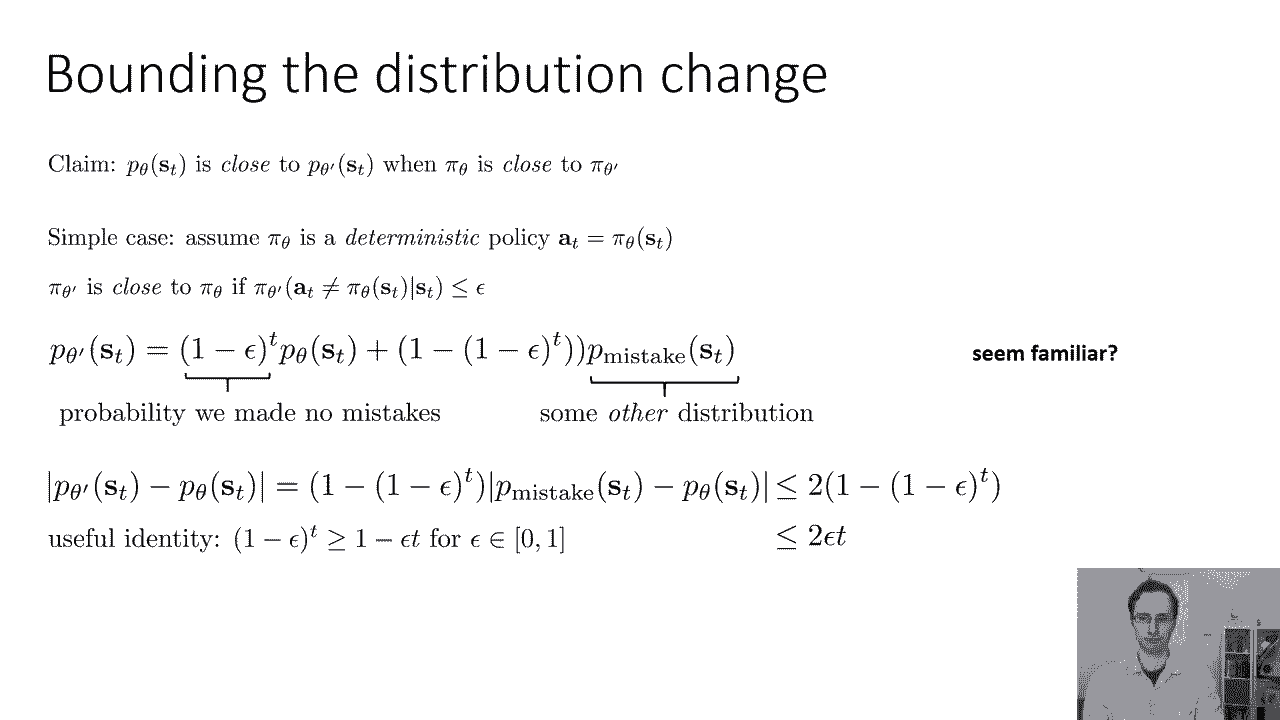 Bounding the distribution change
Claim: $p_\theta(\mathbf{s}_t)$ is close to $p_{\theta'}(\mathbf{s}_t)$ when $\pi_\theta$ is close to $\pi_{\theta'}$
Simple case: assume $\pi_\theta$ is a deterministic policy $\mathbf{a}_t = \pi_\theta(\mathbf{s}_t)$
$\pi_{\theta'}$ is close to $\pi_\theta$ if $\pi_{\theta'}(\mathbf{a}_t \neq \pi_\theta(\mathbf{s}_t)|\mathbf{s}_t) \leq \epsilon$
$p_{\theta'}(\mathbf{s}_t) = (1 - \epsilon)^t p_\theta(\mathbf{s}_t) + (1 - (1 - \epsilon)^t)) p_{\text{mistake}}(\mathbf{s}_t)$
seem familiar?
probability we made no mistakes
some other distribution
$|p_{\theta'}(\mathbf{s}_t) - p_\theta(\mathbf{s}_t)| = (1 - (1 - \epsilon)^t)|p_{\text{mistake}}(\mathbf{s}_t) - p_\theta(\mathbf{s}_t)| \leq 2(1 - (1 - \epsilon)^t)$
useful identity: $(1 - \epsilon)^t \geq 1 - \epsilon t$ for $\epsilon \in [0, 1]$
$\leq 2\epsilon t$